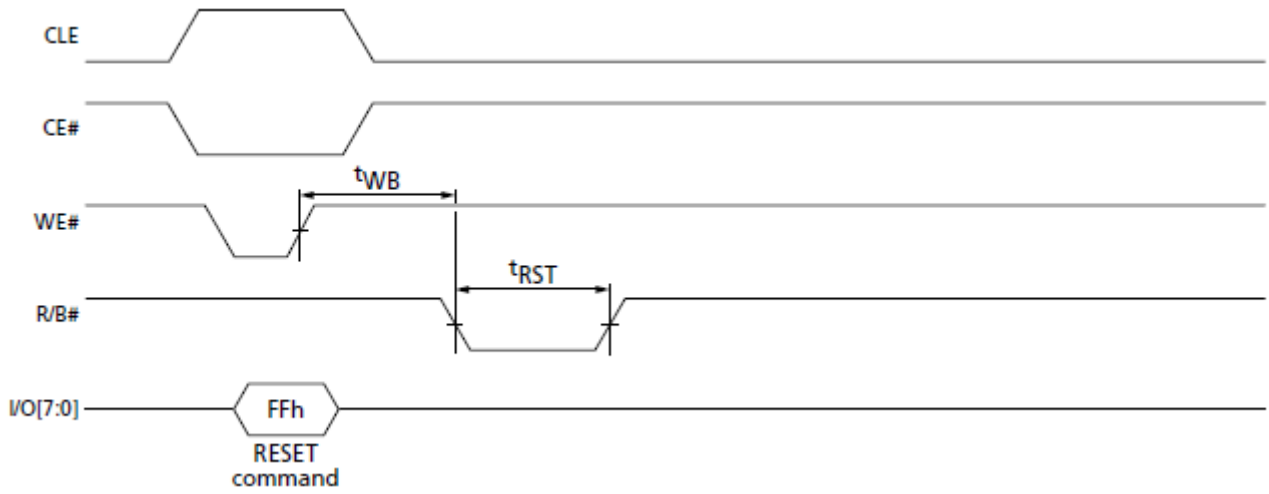 CLE
CE#
tWB
WE#
tRST
R/B#
I/O[7:0]
FFh
RESET
command